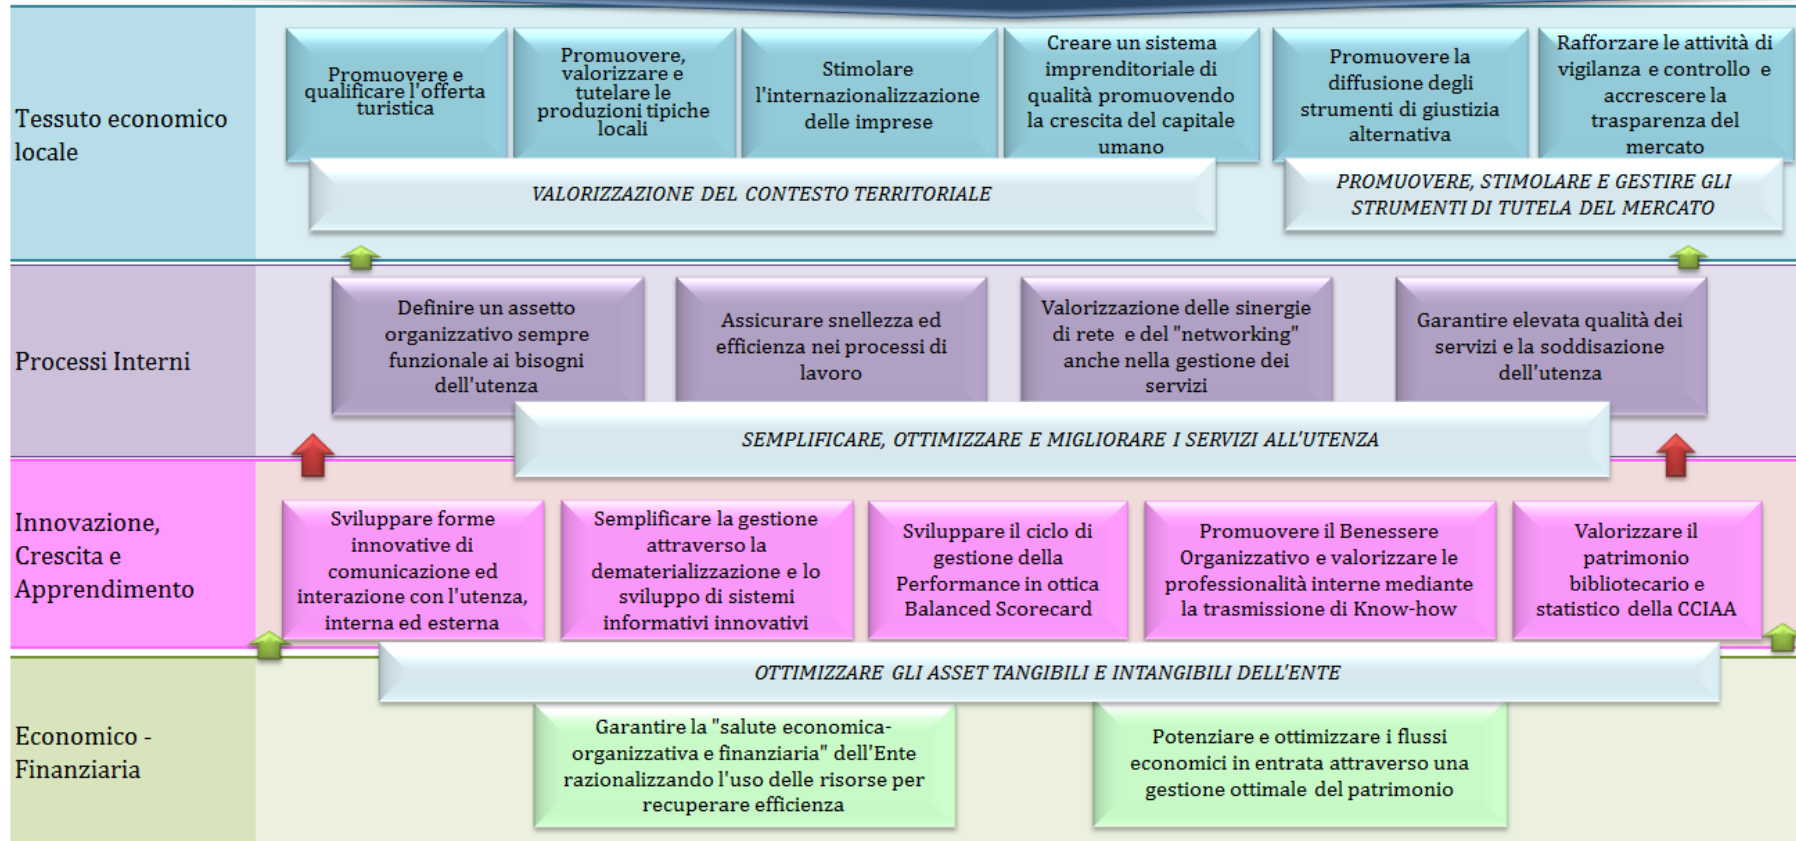 Tessuto economico
locale
Promuovere e
qualificare l'offerta
turistica
Promuovere,
valorizzare e
tutelare le
produzioni tipiche
locali
Stimolare
l'internazionalizzazione
delle imprese
Creare un sistema
imprenditoriale di
qualità promuovendo
la crescita del capitale
umano
Promuovere la
diffusione degli
strumenti di giustizia
alternativa
Rafforzare le attività di
vigilanza e controllo e
accrescere la
trasparenza del
mercato
VALORIZZAZIONE DEL CONTESTO TERRITORIALE
PROMUOVERE, STIMOLARE E GESTIRE GLI
STRUMENTI DI TUTELA DEL MERCATO
Processi Interni
Definire un assetto
organizzativo sempre
funzionale ai bisogni
dell'utenza
Assicurare snellezza ed
efficienza nei processi di
lavoro
Valorizzazione delle sinergie
di rete e del "networking"
anche nella gestione dei
servizi
Garantire elevata qualità dei
servizi e la soddisazione
dell'utenza
SEMPLIFICARE, OTTIMIZZARE E MIGLIORARE I SERVIZI ALL'UTENZA
Innovazione,
Crescita e
Apprendimento
Sviluppare forme
innovative di
comunicazione ed
interazione con l'utenza,
interna ed esterna
Semplificare la gestione
attraverso la
dematerializzazione e lo
sviluppo di sistemi
informativi innovativi
Sviluppare il ciclo di
gestione della
Performance in ottica
Balanced Scorecard
Promuovere il Benessere
Organizzativo e valorizzare le
professionalità interne mediante
la trasmissione di Know-how
Valorizzare il
patrimonio
bibliotecario e
statistico della CCIAA
OTTIMIZZARE GLI ASSET TANGIBILI E INTANGIBILI DELL'ENTE
Economico -
Finanziaria
Garantire la "salute economica-
organizzativa e finanziaria" dell'Ente
razionalizzando l'uso delle risorse per
recuperare efficienza
Potenziare e ottimizzare i flussi
economici in entrata attraverso una
gestione ottimale del patrimonio